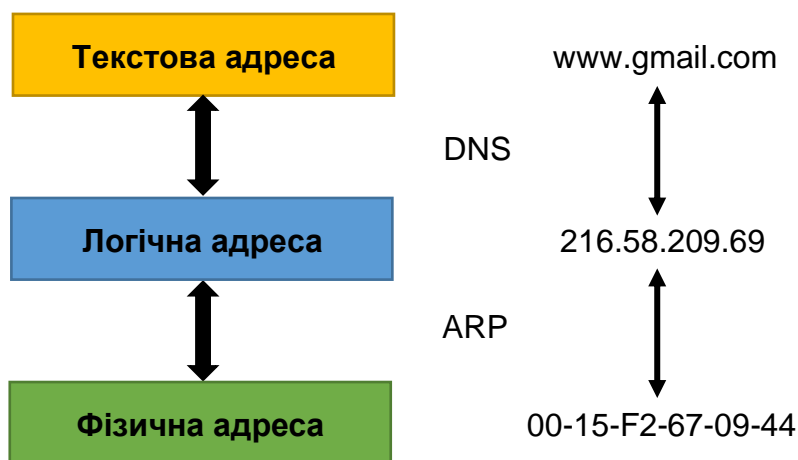 Текстова адреса
www.gmail.com
DNS
Логічна адреса
216.58.209.69
ARP
Фізична адреса
00-15-F2-67-09-44